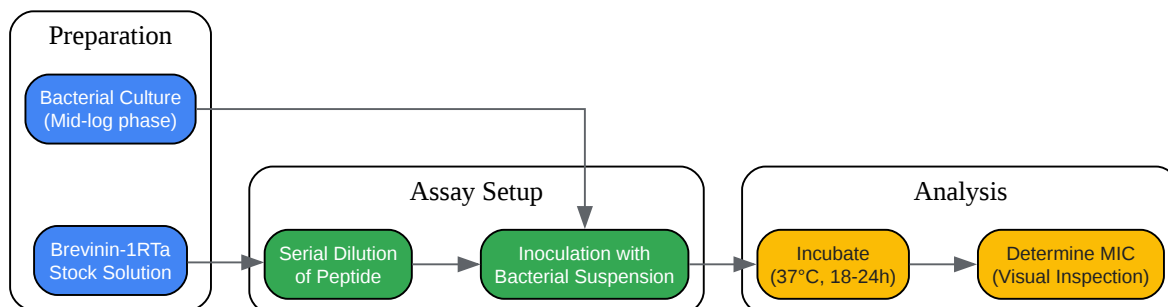 Preparation
Bacterial Culture
(Mid-log phase)
Brevinin-1RTa
Stock Solution
Assay Setup
Serial Dilution
of Peptide
Inoculation with
Bacterial Suspension
Analysis
Incubate
(37°C, 18-24h)
Determine MIC
(Visual Inspection)